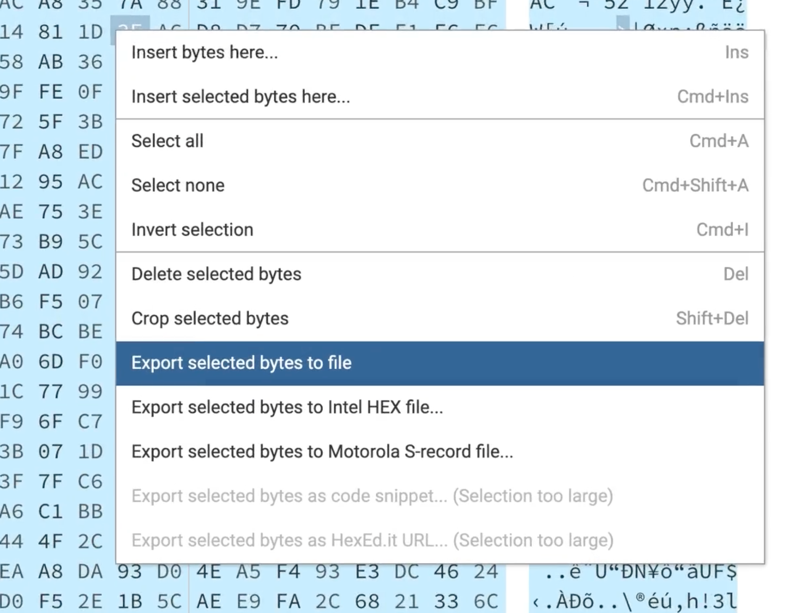 AC A8 35 7A 88 31 9E FD 79 1E B4 C9 BF
14 81 1D
Insert bytes here... Ins
58 AB 36
9F FE 0F
Insert selected bytes here... Cmd+Ins
72 5F 3B
Select all Cmd+A
7F A8 ED
12 95 AC
Select none Cmd+Shift+A
AE 75 3E
Invert selection Cmd+I
73 B9 5C
5D AD 92
Delete selected bytes Del
B6 F5 07
Crop selected bytes Shift+Del
74 BC BE
A0 6D F0
Export selected bytes to file
1C 77 99
Export selected bytes to Intel HEX file...
F9 6F C7
3B 07 1D
Export selected bytes to Motorola S-record file...
3F 7F C6
Export selected bytes as code snippet... (Selection too large)
A6 C1 BB
44 4F 2C
Export selected bytes as HexEd.it URL... (Selection too large)
EA A8 DA 93 D0 4E A5 F4 93 E3 DC 46 24 ..ê¨Ú“ÐN¥ô“ãÜF$
D0 F5 2E 1B 5C AE E9 FA 2C 68 21 33 6C ‹.ÀÐõ..\®éú,h!3l